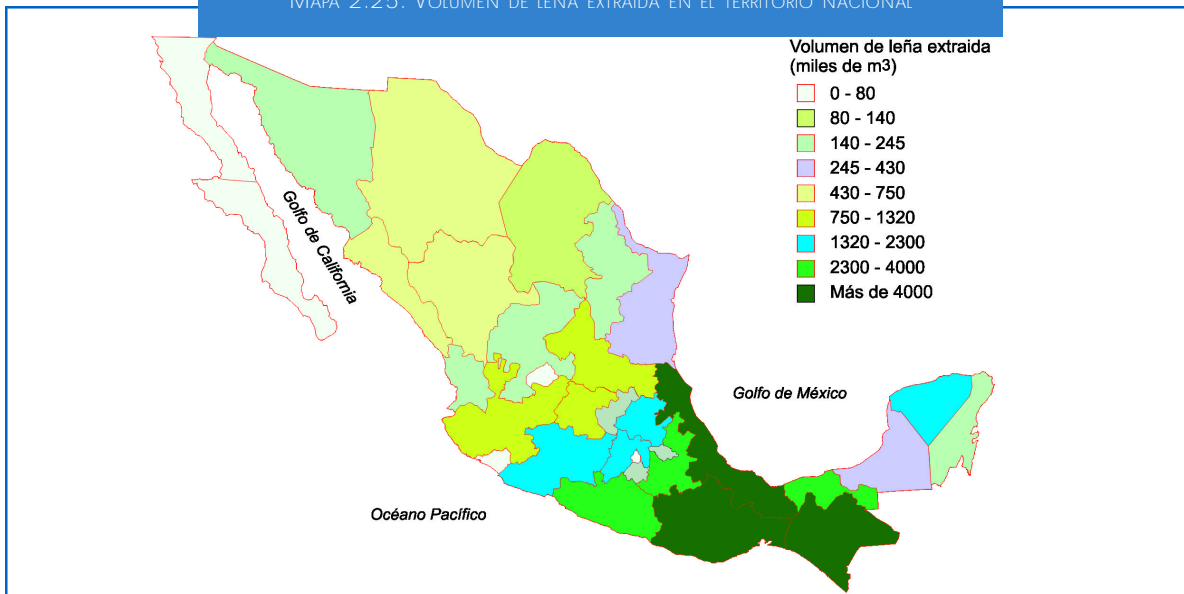 MAPA 2.25. VOLUMEN DE LEÑA EXTRAIDA EN EL TERRITORIO NACIONAL
Volumen de leña extraida
(miles de m3)
0 - 80
80 - 140
140 - 245
245 - 430
430 - 750
750 - 1320
1320 - 2300
2300 - 4000
Más de 4000
Golfo de California
Golfo de México
Océano Pacífico